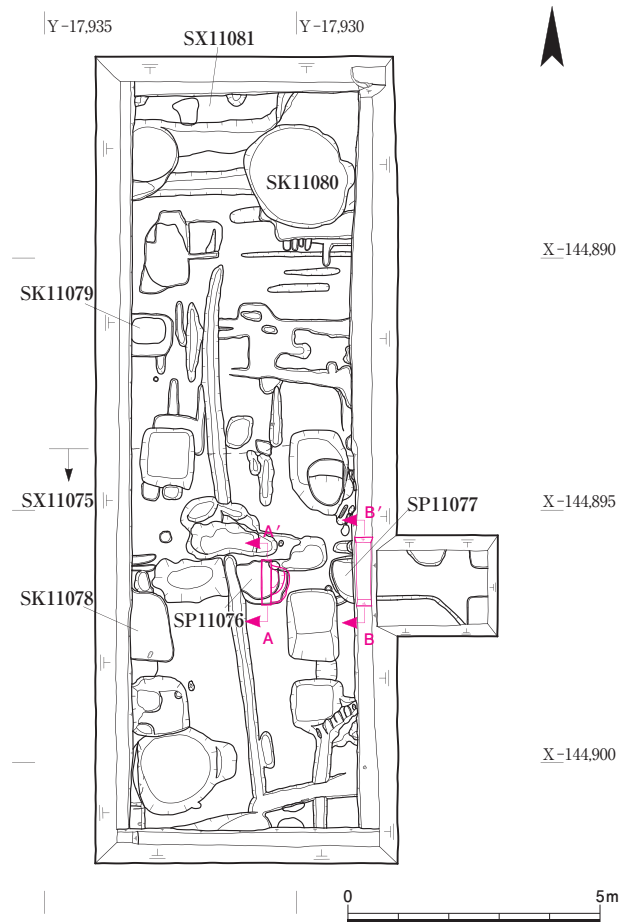 Y-17,935
Y-17,930
SX11081
SK11080
X-144,890
SK11079
SX11075
X-144,895
B′
SP11077
A′
SK11078
SP11076
A
B
X-144,900
0
5m